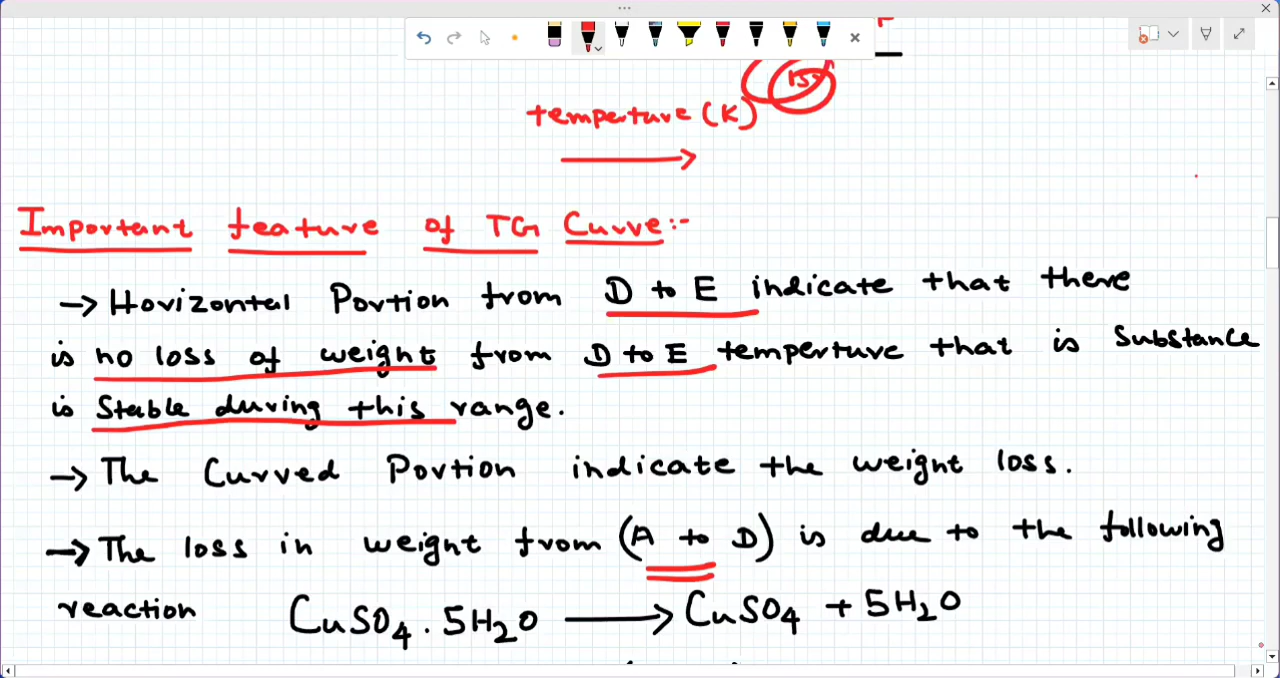 temperture (K)
Important feature of TG Curve:-
→ Horizontal Portion from D to E indicate that there
is no loss of weight from D to E temperture that is Substance
is Stable during this range.
→ The Curved Portion indicate the weight loss.
→ The loss in weight from (A to D) is due to the following
reaction CuSO₄ . 5H₂O ⟶ CuSO₄ + 5H₂O